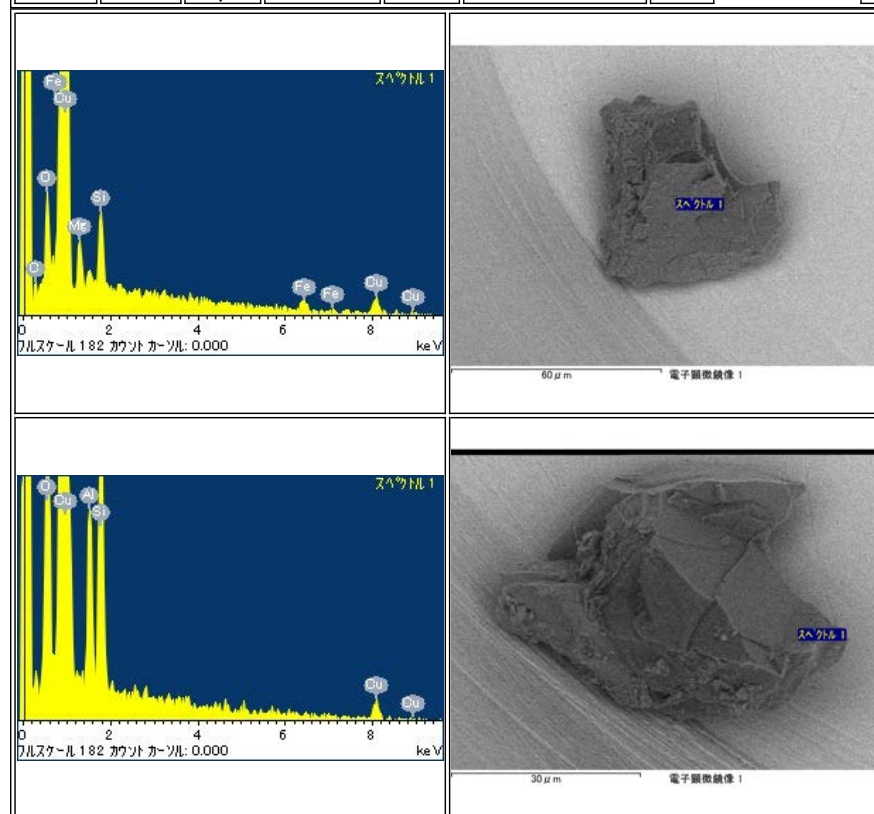 スペクトル 1
Fe
Cu
O
Si
Mg
C
Fe
Fe
Cu
Cu
0 2 4 6 8
フルスケール 182 カウント カーソル: 0.000 keV
スペクトル 1
60μm 電子顕微鏡像 1
スペクトル 1
O
Cu
Al
Si
Cu
Cu
0 2 4 6 8
フルスケール 182 カウント カーソル: 0.000 keV
スペクトル 1
30μm 電子顕微鏡像 1